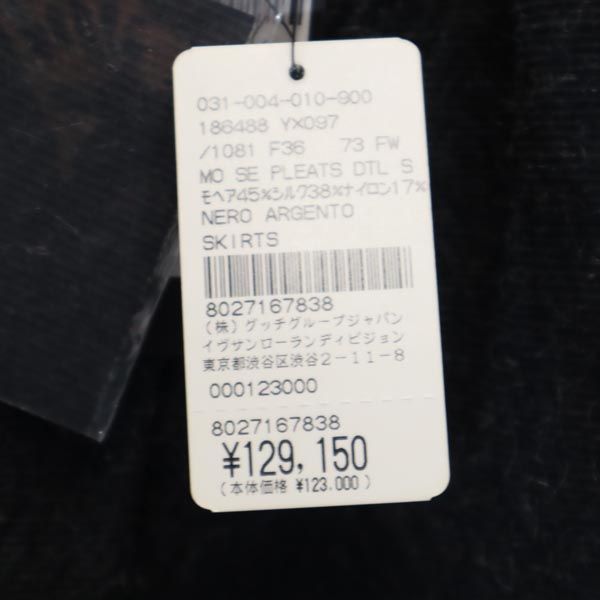 031-004-010-900
186488 YX097
/1081 F36 73 FW
MO SE PLEATS DTL S
モヘア45%シルク38%ナイロン17%
NERO ARGENTO
SKIRTS
8027167838
(株)グッチグループジャパン
イヴサンローランディビジョン
東京都渋谷区渋谷2-11-8
000123000
8027167838
¥129,150
(本体価格 ¥123.000)